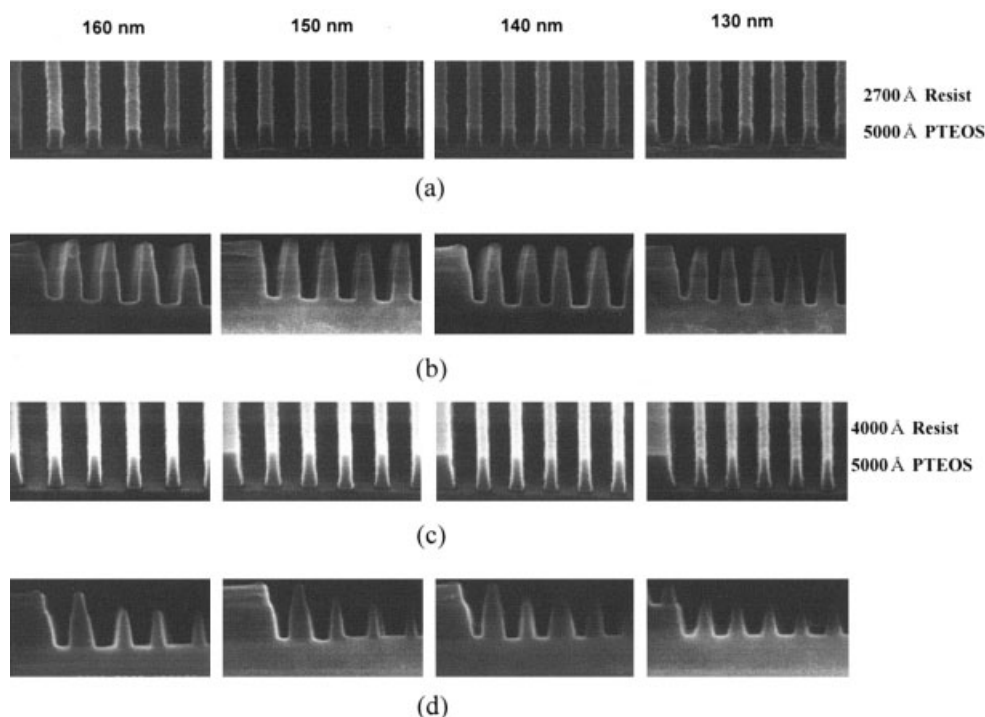 160 nm 150 nm 140 nm 130 nm
2700 Å Resist
5000 Å PTEOS
(a)
(b)
4000 Å Resist
5000 Å PTEOS
(c)
(d)